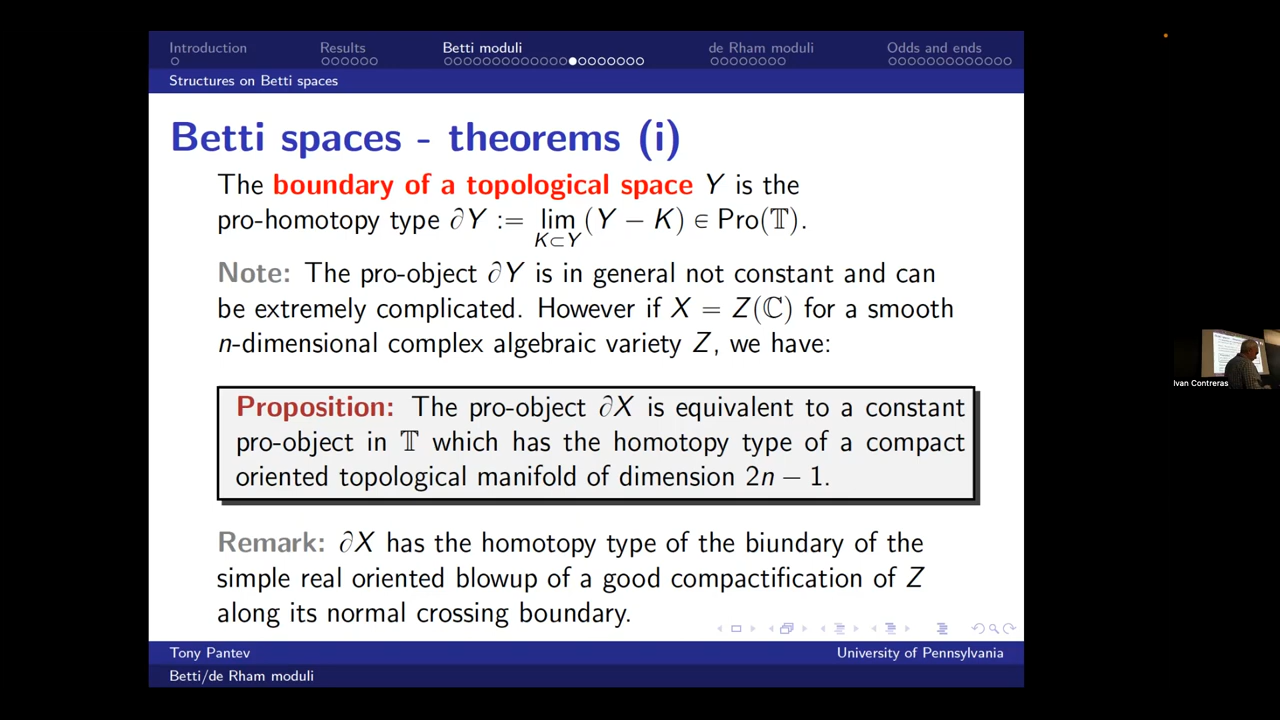 Introduction Results Betti moduli de Rham moduli Odds and ends
Structures on Betti spaces
Betti spaces - theorems (i)
The boundary of a topological space Y is the
pro-homotopy type ∂Y := lim (Y − K) ∈ Pro(𝕋).
K⊂Y
Note: The pro-object ∂Y is in general not constant and can
be extremely complicated. However if X = Z(ℂ) for a smooth
n-dimensional complex algebraic variety Z, we have:
Proposition: The pro-object ∂X is equivalent to a constant
pro-object in 𝕋 which has the homotopy type of a compact
oriented topological manifold of dimension 2n − 1.
Remark: ∂X has the homotopy type of the biundary of the
simple real oriented blowup of a good compactification of Z
along its normal crossing boundary.
Tony Pantev University of Pennsylvania
Betti/de Rham moduli
Ivan Contreras